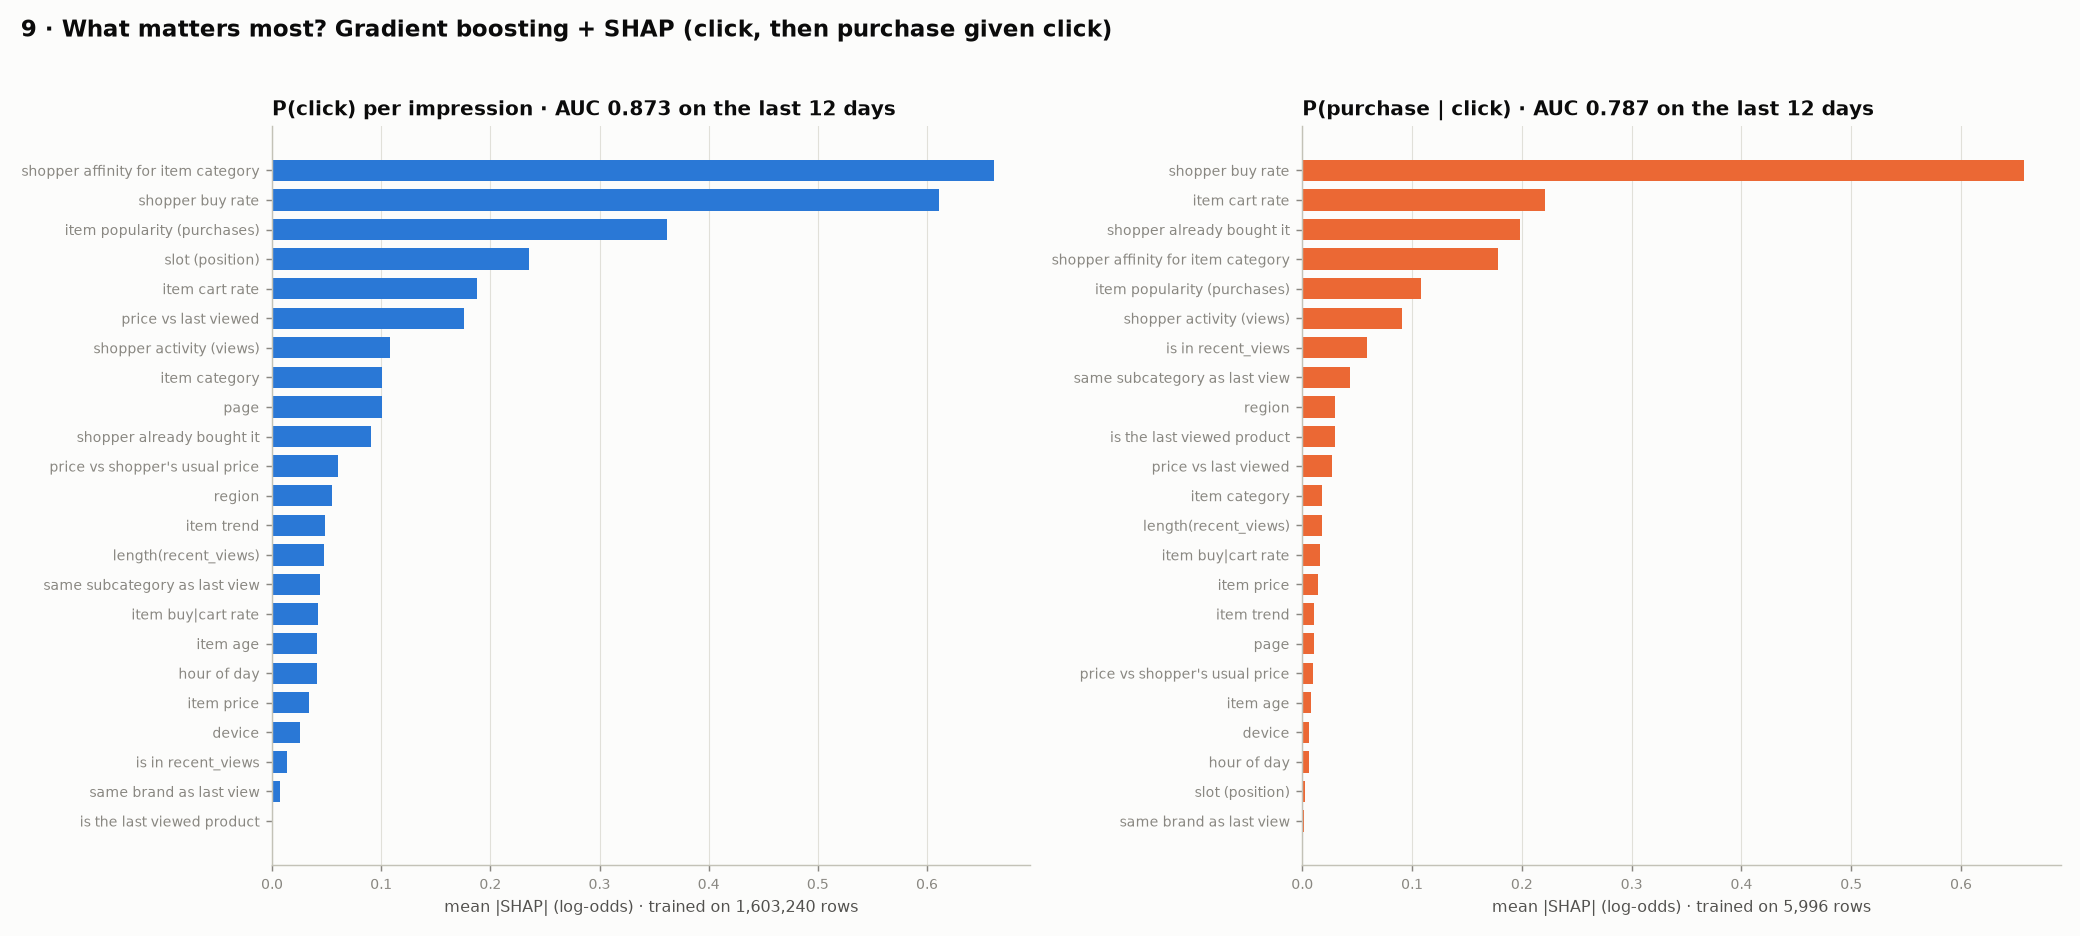 9 · What matters most? Gradient boosting + SHAP (click, then purchase given click)
P(click) per impression · AUC 0.873 on the last 12 days
shopper affinity for item category
shopper buy rate
item popularity (purchases)
slot (position)
item cart rate
price vs last viewed
shopper activity (views)
item category
page
shopper already bought it
price vs shopper's usual price
region
item trend
length(recent_views)
same subcategory as last view
item buy|cart rate
item age
hour of day
item price
device
is in recent_views
same brand as last view
is the last viewed product
0.0 0.1 0.2 0.3 0.4 0.5 0.6
mean |SHAP| (log-odds) · trained on 1,603,240 rows
P(purchase | click) · AUC 0.787 on the last 12 days
shopper buy rate
item cart rate
shopper already bought it
shopper affinity for item category
item popularity (purchases)
shopper activity (views)
is in recent_views
same subcategory as last view
region
is the last viewed product
price vs last viewed
item category
length(recent_views)
item buy|cart rate
item price
item trend
page
price vs shopper's usual price
item age
device
hour of day
slot (position)
same brand as last view
0.0 0.1 0.2 0.3 0.4 0.5 0.6
mean |SHAP| (log-odds) · trained on 5,996 rows